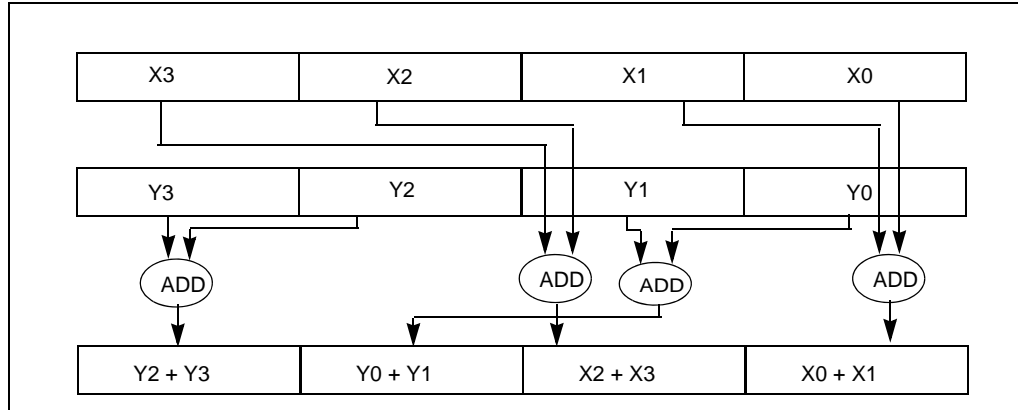 X3 X2 X1 X0
Y3 Y2 Y1 Y0
ADD ADD ADD ADD
Y2 + Y3 Y0 + Y1 X2 + X3 X0 + X1